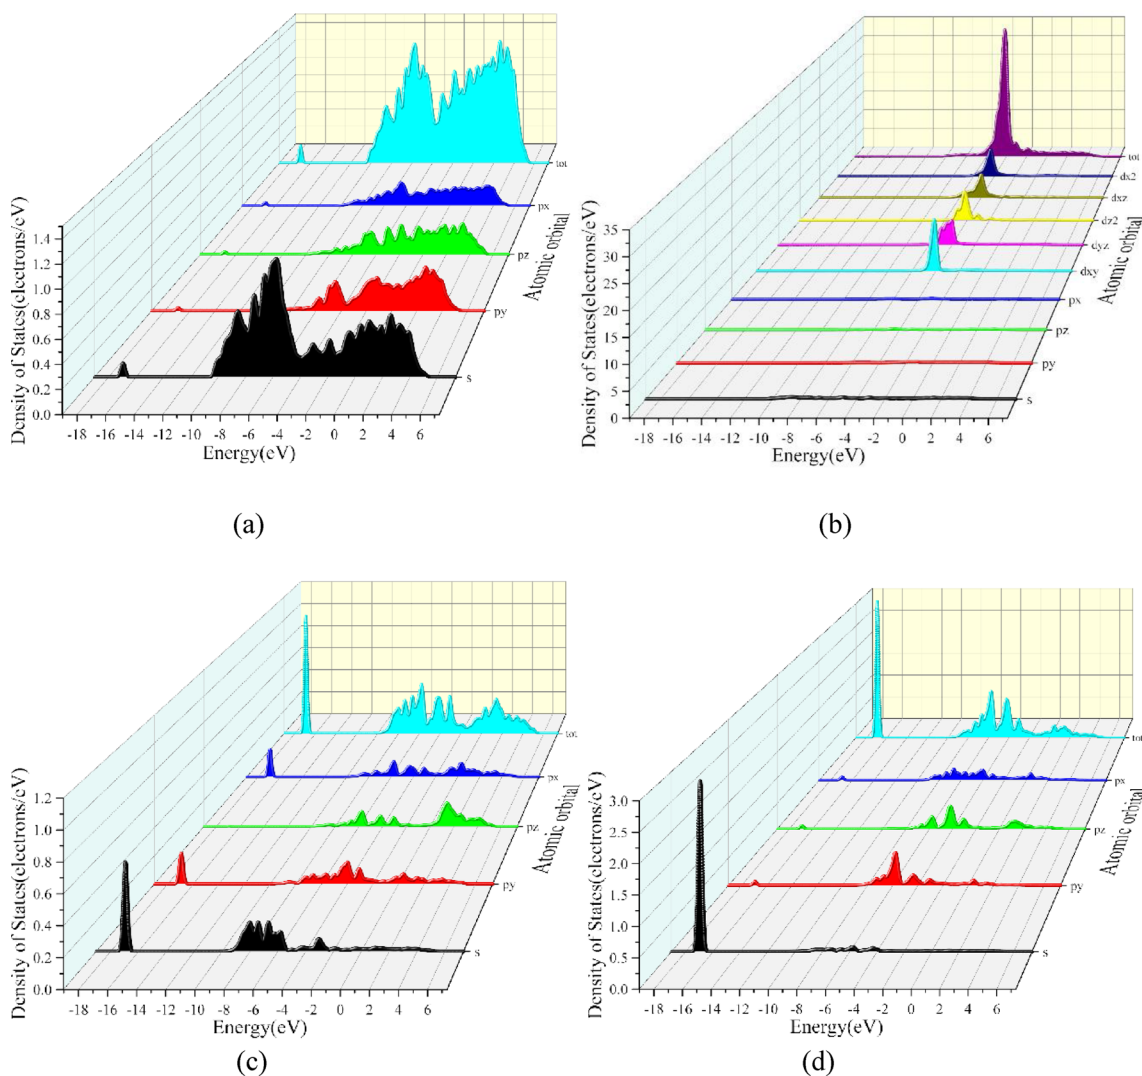 tot
px
pz
py
s
Atomic orbital
Density of States(electrons/eV)
1.4
1.2
1.0
0.8
0.6
0.4
0.2
0.0
-18 -16 -14 -12 -10 -8 -6 -4 -2 0 2 4 6
Energy(eV)
(a)
tot
dx2
dxz
dz2
dyz
dxy
px
pz
py
s
Atomic orbital
Density of States(electrons/eV)
35
30
25
20
15
10
5
0
-18 -16 -14 -12 -10 -8 -6 -4 -2 0 2 4 6
Energy(eV)
(b)
tot
px
pz
py
s
Atomic orbital
Density of States(electrons/eV)
1.2
1.0
0.8
0.6
0.4
0.2
0.0
-18 -16 -14 -12 -10 -8 -6 -4 -2 0 2 4 6
Energy(eV)
(c)
tot
px
pz
py
s
Atomic orbital
Density of States(electrons/eV)
3.0
2.5
2.0
1.5
1.0
0.5
0.0
-18 -16 -14 -12 -10 -8 -6 -4 -2 0 2 4 6
Energy(eV)
(d)